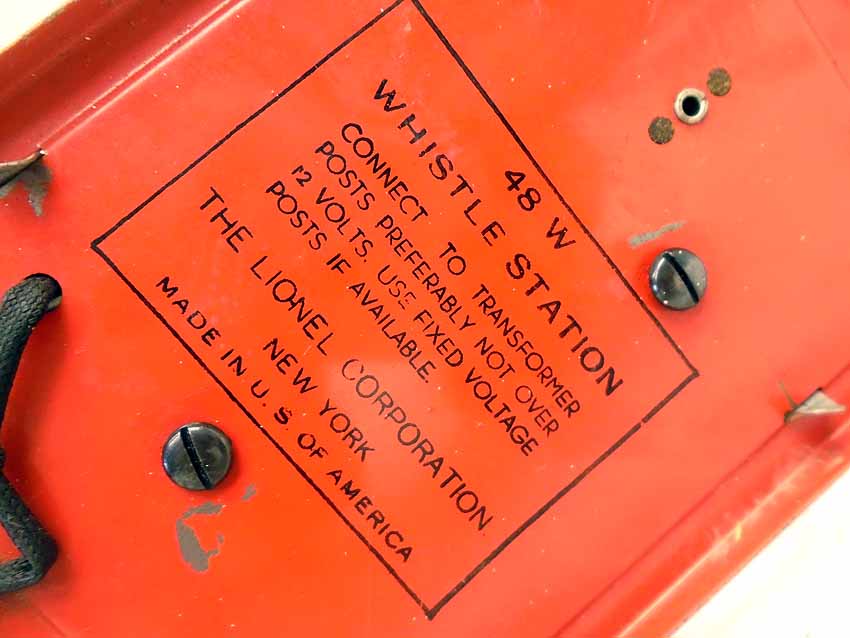 48 W
WHISTLE STATION
CONNECT TO TRANSFORMER
POSTS PREFERABLY NOT OVER
12 VOLTS. USE FIXED VOLTAGE
POSTS IF AVAILABLE.
THE LIONEL CORPORATION
NEW YORK
MADE IN U. S. OF AMERICA